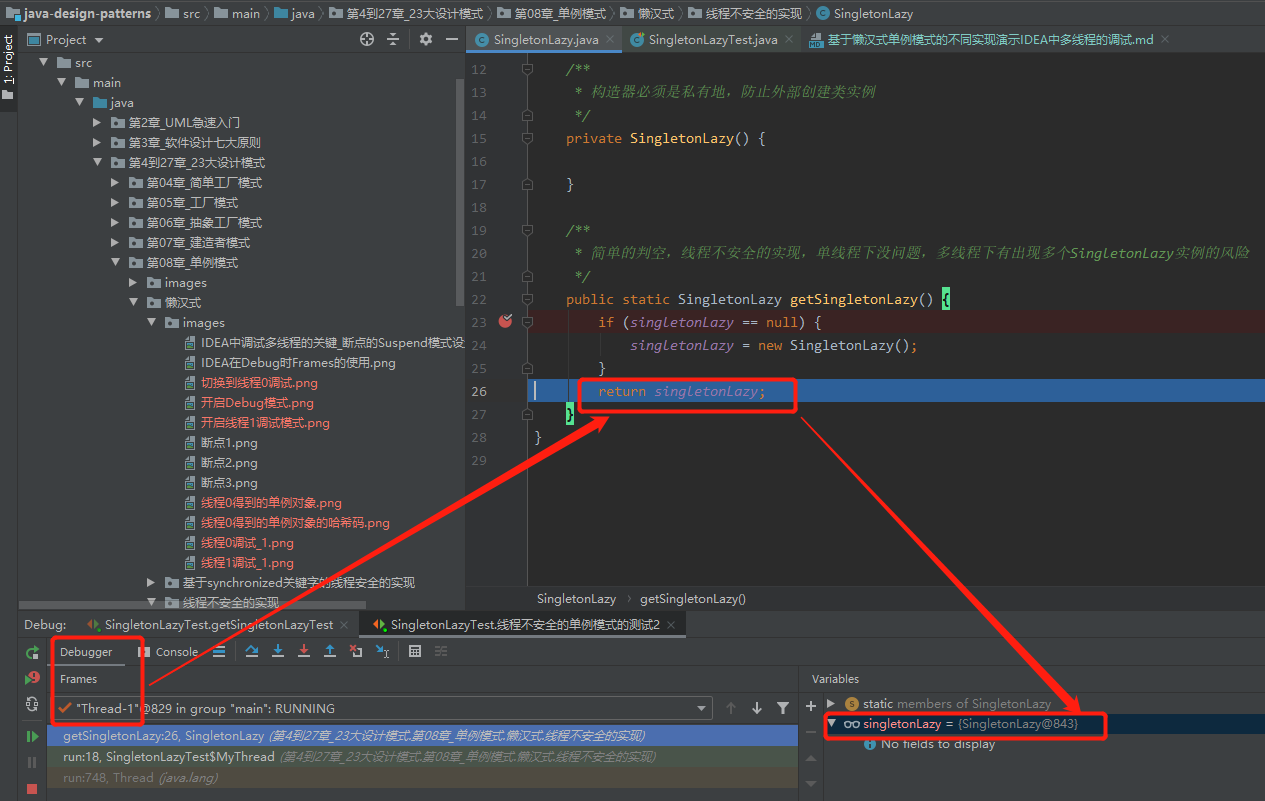 java-design-patterns src main java 第4到27章_23大设计模式 第08章_单例模式 懒汉式 线程不安全的实现 SingletonLazy
1: Project
Project
SingletonLazy.java SingletonLazyTest.java 基于懒汉式单例模式的不同实现演示IDEA中多线程的调试.md
src
main
java
第2章_UML急速入门
第3章_软件设计七大原则
第4到27章_23大设计模式
第04章_简单工厂模式
第05章_工厂模式
第06章_抽象工厂模式
第07章_建造者模式
第08章_单例模式
images
懒汉式
images
IDEA中调试多线程的关键_断点的Suspend模式设
IDEA在Debug时Frames的使用.png
切换到线程0调试.png
开启Debug模式.png
开启线程1调试模式.png
断点1.png
断点2.png
断点3.png
线程0得到的单例对象.png
线程0得到的单例对象的哈希码.png
线程0调试_1.png
线程1调试_1.png
基于synchronized关键字的线程安全的实现
线程不安全的实现
12 /**
13 * 构造器必须是私有地，防止外部创建类实例
14 */
15 private SingletonLazy() {
16
17 }
18
19 /**
20 * 简单的判空，线程不安全的实现，单线程下没问题，多线程下有出现多个SingletonLazy实例的风险
21 */
22 public static SingletonLazy getSingletonLazy() {
23 if (singletonLazy == null) {
24 singletonLazy = new SingletonLazy();
25 }
26 return singletonLazy;
27 }
28 }
29
SingletonLazy › getSingletonLazy()
Debug: SingletonLazyTest.getSingletonLazyTest SingletonLazyTest.线程不安全的单例模式的测试2
Debugger Console
Frames
"Thread-1"@829 in group "main": RUNNING
getSingletonLazy:26, SingletonLazy (第4到27章_23大设计模式.第08章_单例模式.懒汉式.线程不安全的实现)
run:18, SingletonLazyTest$MyThread (第4到27章_23大设计模式.第08章_单例模式.懒汉式.线程不安全的实现)
run:748, Thread (java.lang)
Variables
static members of SingletonLazy
singletonLazy = {SingletonLazy@843}
No fields to display